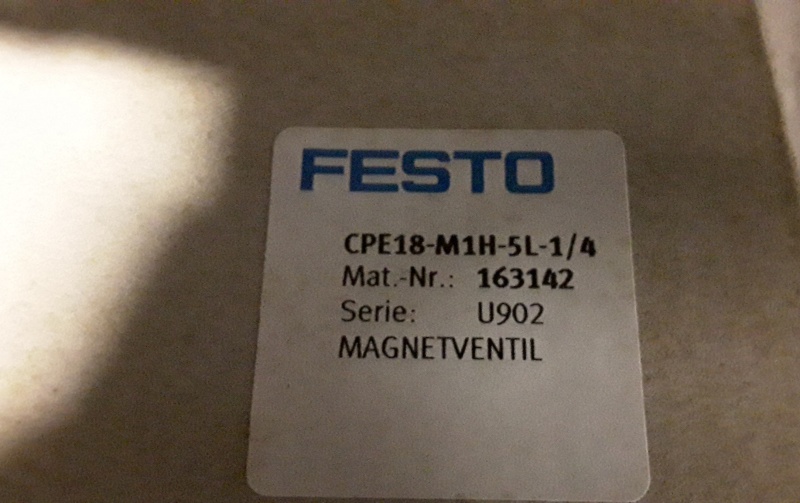 FESTO
CPE18-M1H-5L-1/4
Mat.-Nr.: 163142
Serie: U902
MAGNETVENTIL